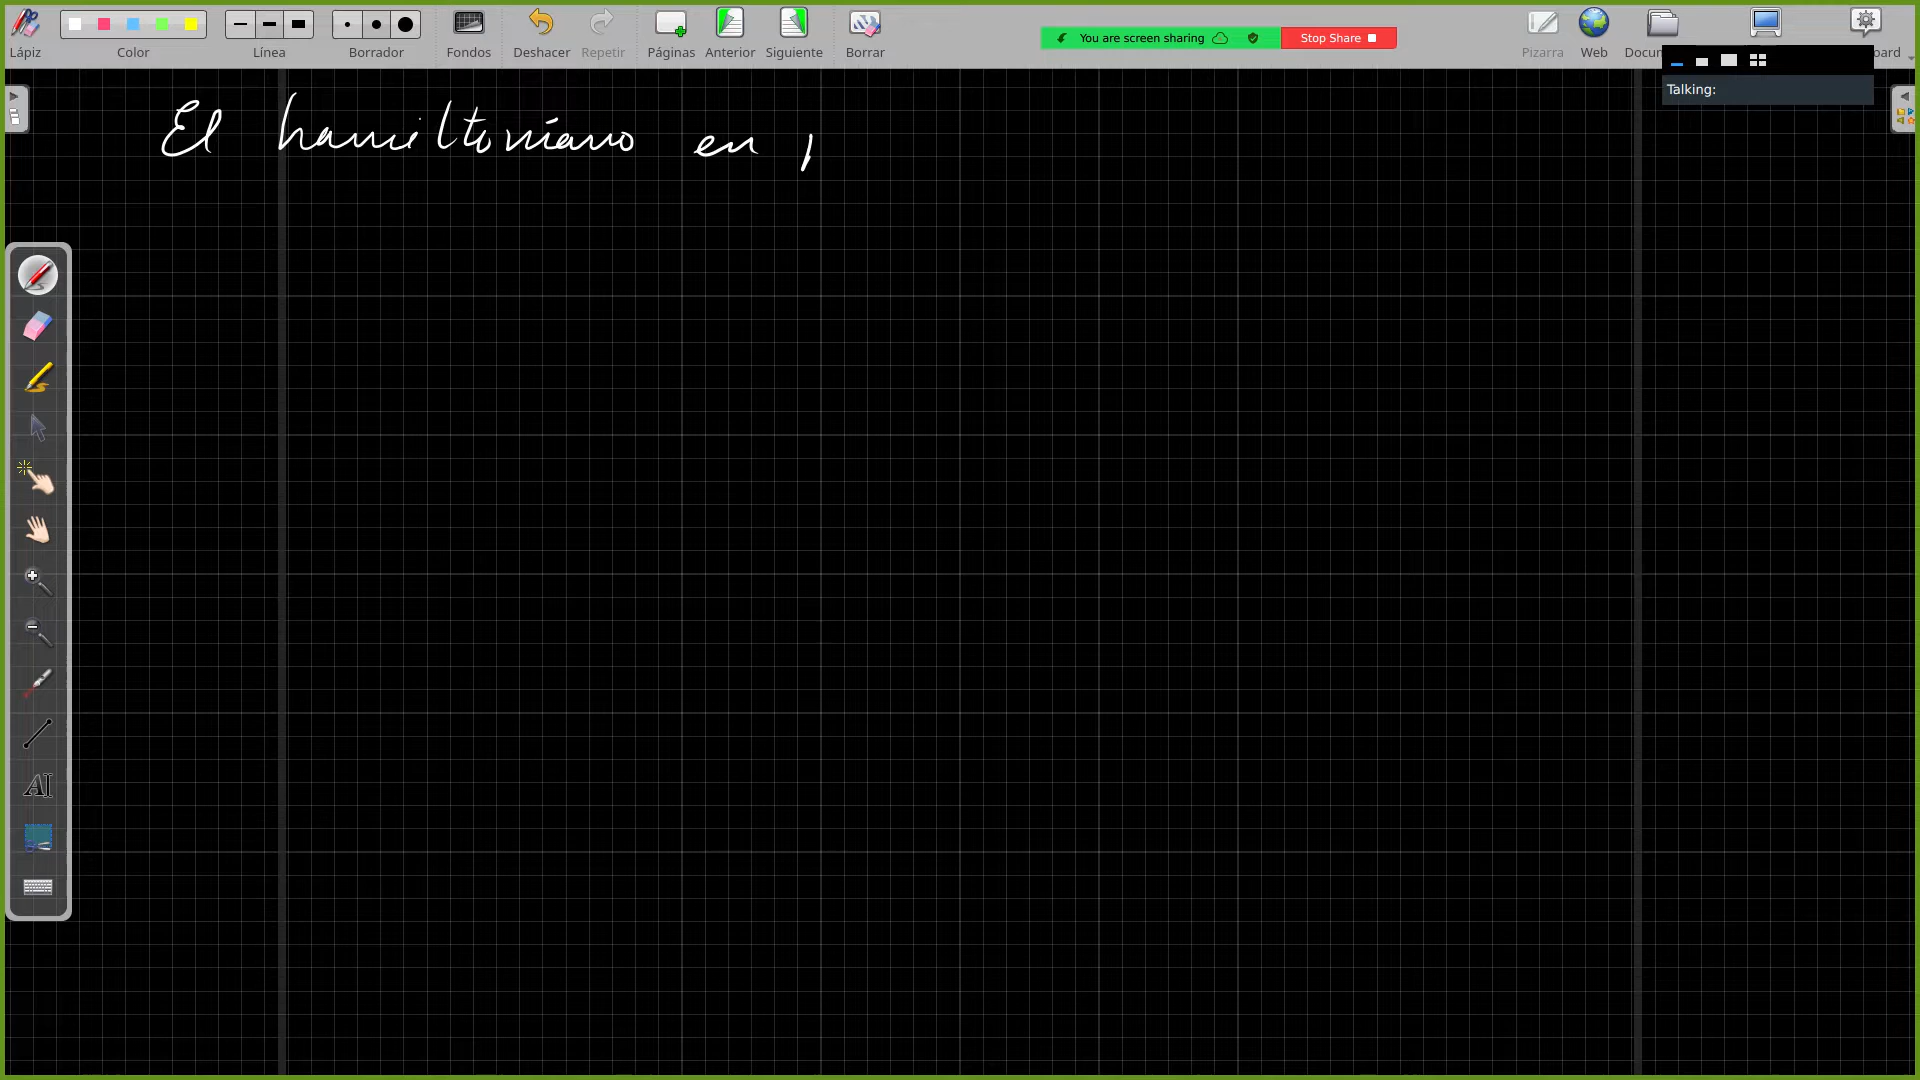 Lápiz Color Línea Borrador Fondos Deshacer Repetir Páginas Anterior Siguiente Borrar You are screen sharing Stop Share Pizarra Web
Talking:
El hamiltoniano en